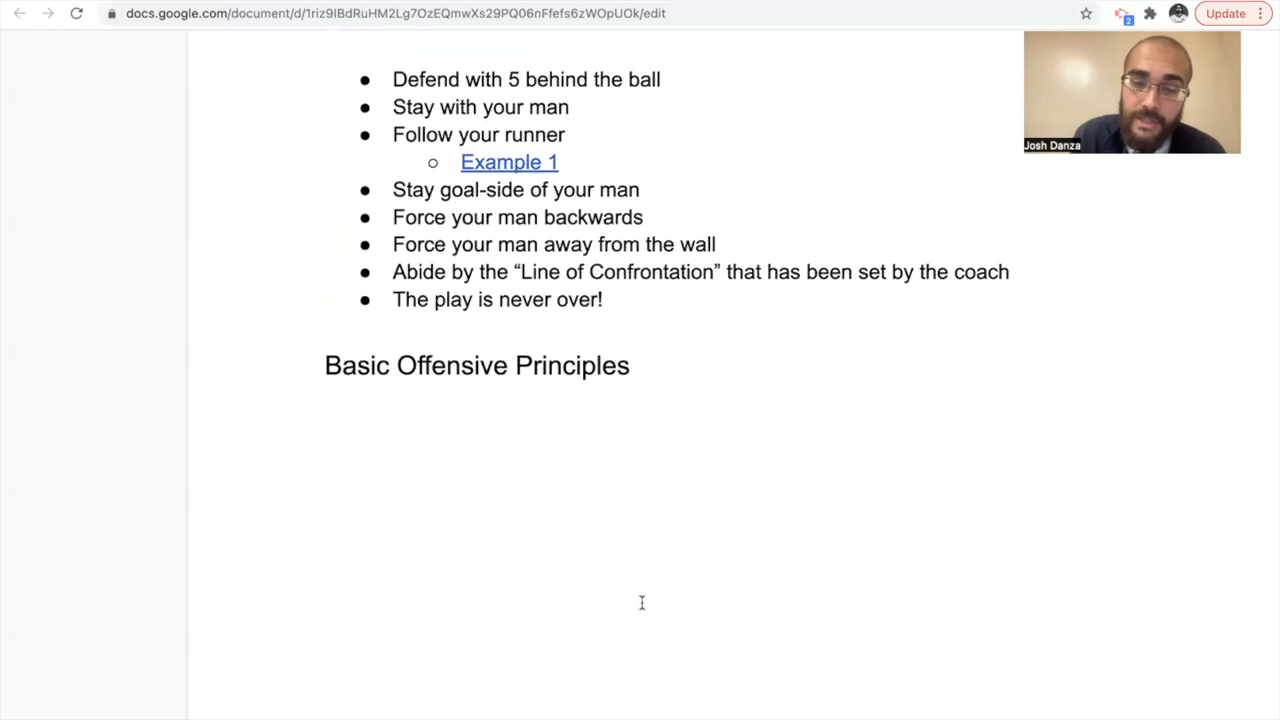 docs.google.com/document/d/1riz9IBdRuHM2Lg7OzEQmwXs29PQ06nFfefs6zWOpUOk/edit
2
Update
Josh Danza
● Defend with 5 behind the ball
● Stay with your man
● Follow your runner
○ Example 1
● Stay goal-side of your man
● Force your man backwards
● Force your man away from the wall
● Abide by the “Line of Confrontation” that has been set by the coach
● The play is never over!
Basic Offensive Principles